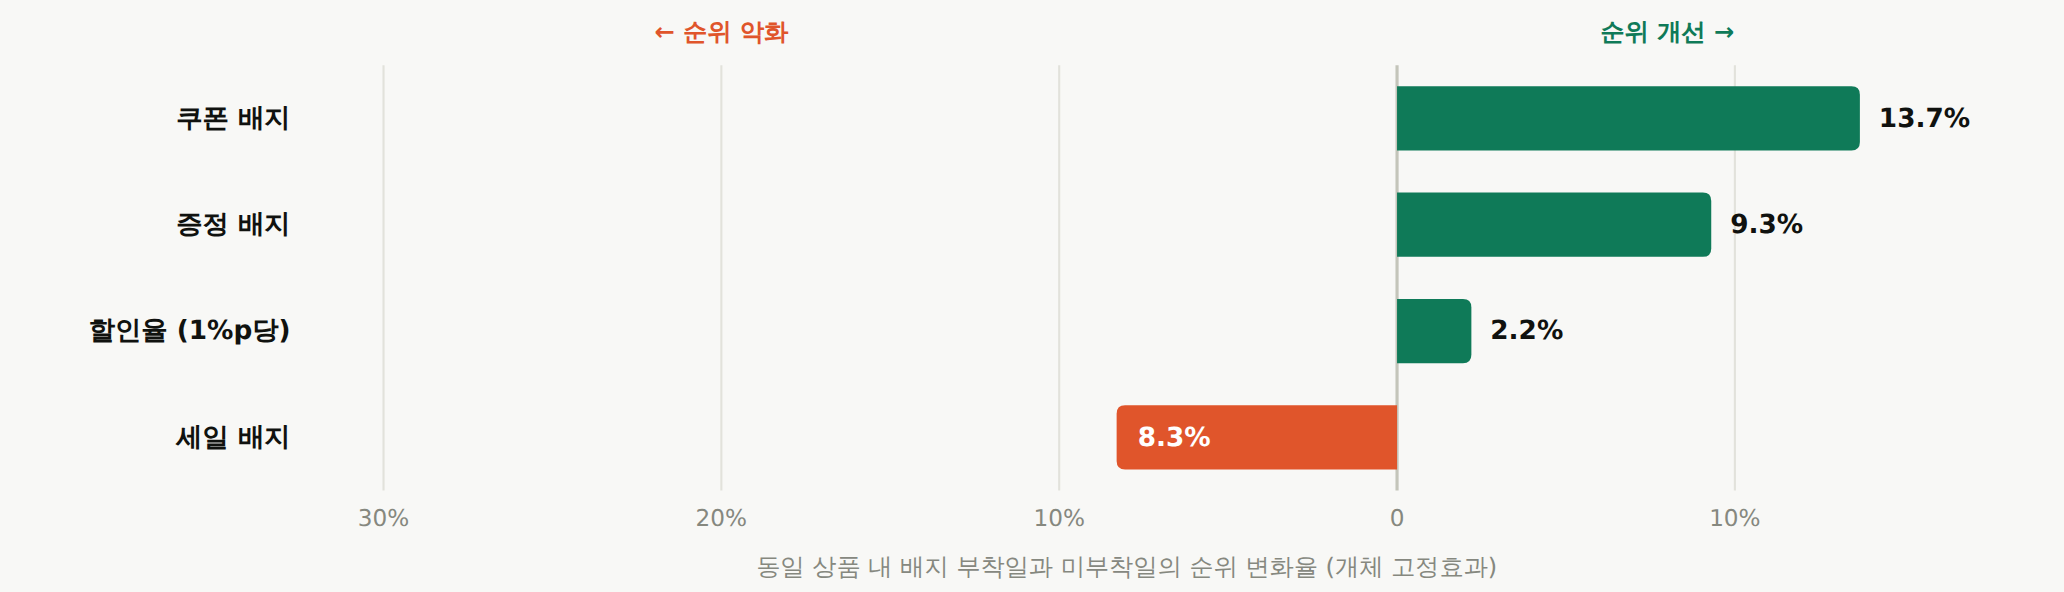 ← 순위 악화
순위 개선 →
쿠폰 배지
13.7%
증정 배지
9.3%
할인율 (1%p당)
2.2%
세일 배지
8.3%
30%
20%
10%
0
10%
동일 상품 내 배지 부착일과 미부착일의 순위 변화율 (개체 고정효과)